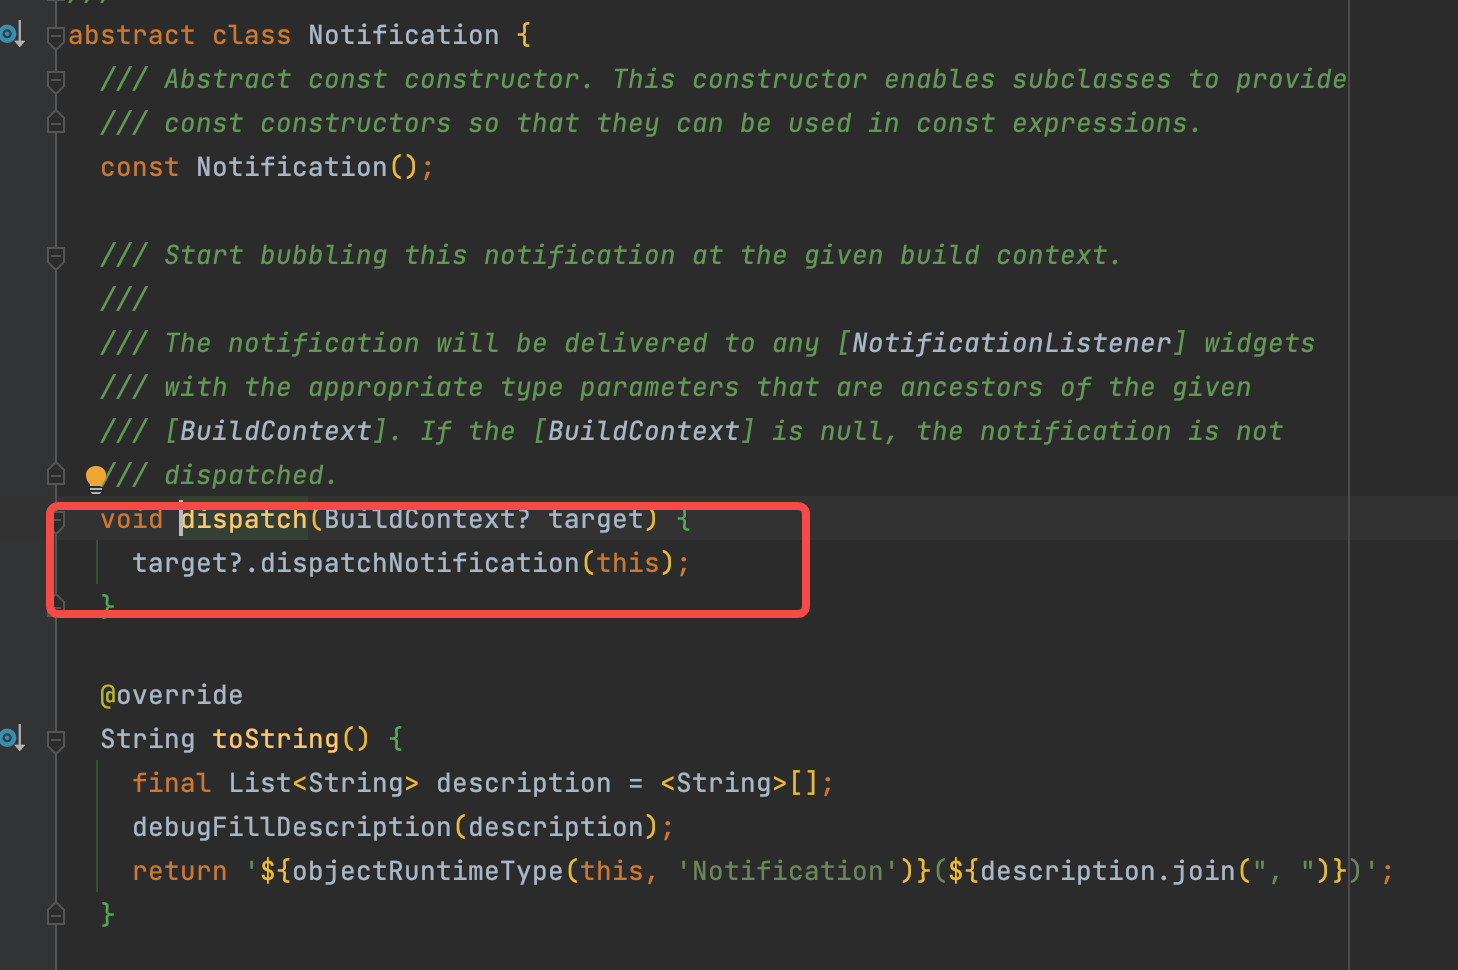 ///
abstract class Notification {
/// Abstract const constructor. This constructor enables subclasses to provide
/// const constructors so that they can be used in const expressions.
const Notification();
/// Start bubbling this notification at the given build context.
///
/// The notification will be delivered to any [NotificationListener] widgets
/// with the appropriate type parameters that are ancestors of the given
/// [BuildContext]. If the [BuildContext] is null, the notification is not
/// dispatched.
void dispatch(BuildContext? target) {
target?.dispatchNotification(this);
}
@override
String toString() {
final List<String> description = <String>[];
debugFillDescription(description);
return '${objectRuntimeType(this, 'Notification')}(${description.join(", ")})';
}